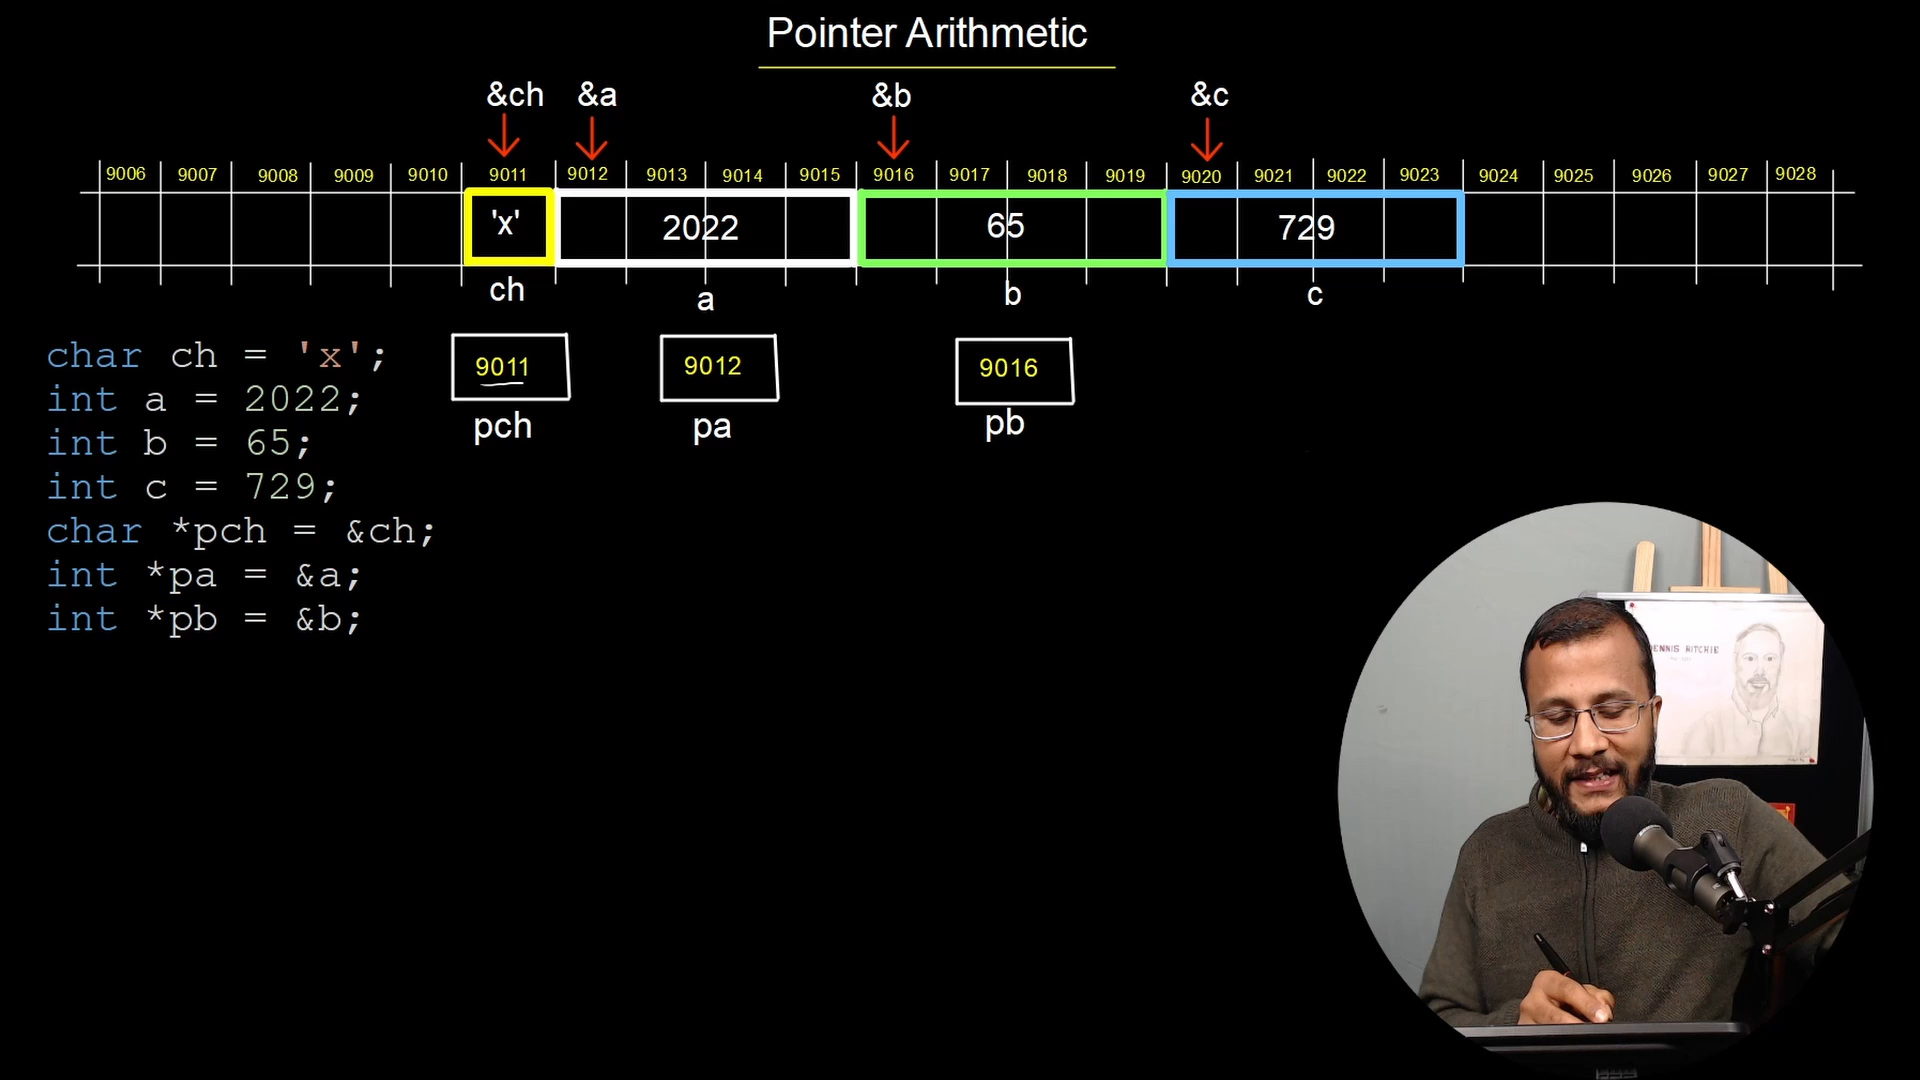 Pointer Arithmetic
&ch &a &b &c
9006 9007 9008 9009 9010 9011 9012 9013 9014 9015 9016 9017 9018 9019 9020 9021 9022 9023 9024 9025 9026 9027 9028
'x' 2022 65 729
ch a b c
9011 9012 9016
pch pa pb
char ch = 'x';
int a = 2022;
int b = 65;
int c = 729;
char *pch = &ch;
int *pa = &a;
int *pb = &b;
DENNIS RITCHIE